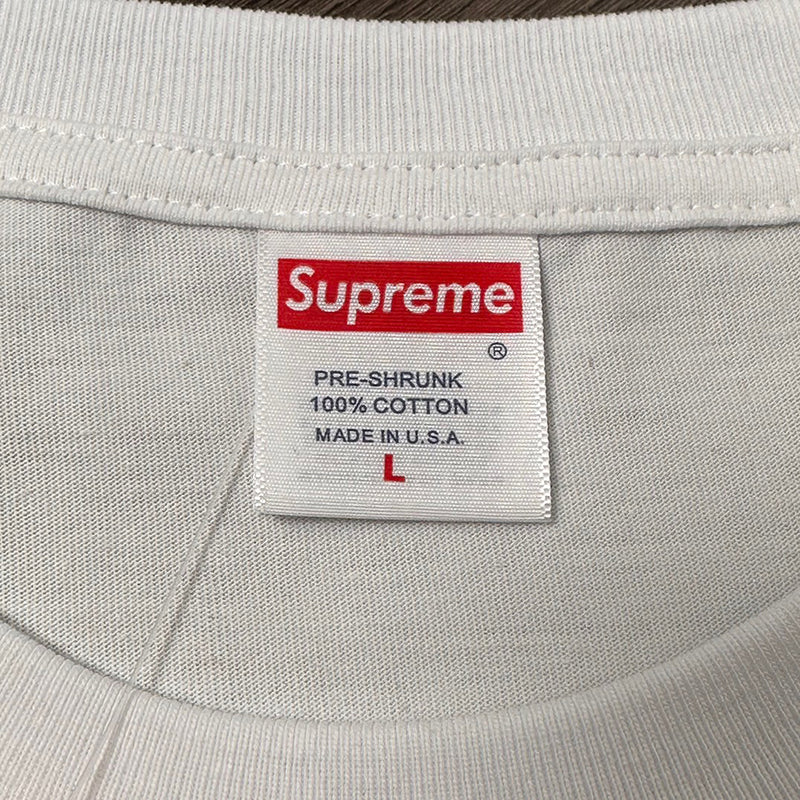 Supreme
®
PRE-SHRUNK
100% COTTON
MADE IN U.S.A.
L